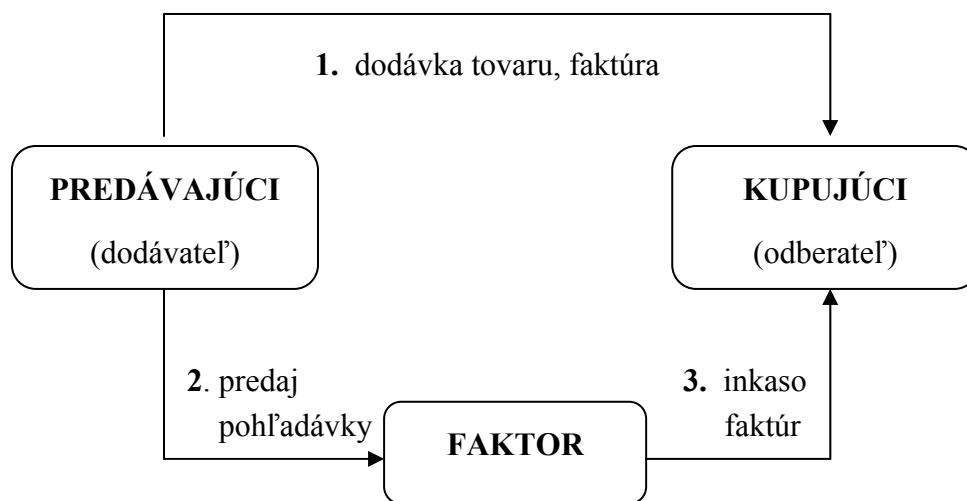 1. dodávka tovaru, faktúra
PREDÁVAJÚCI
(dodávateľ)
KUPUJÚCI
(odberateľ)
2. predaj
pohľadávky
3. inkaso
faktúr
FAKTOR